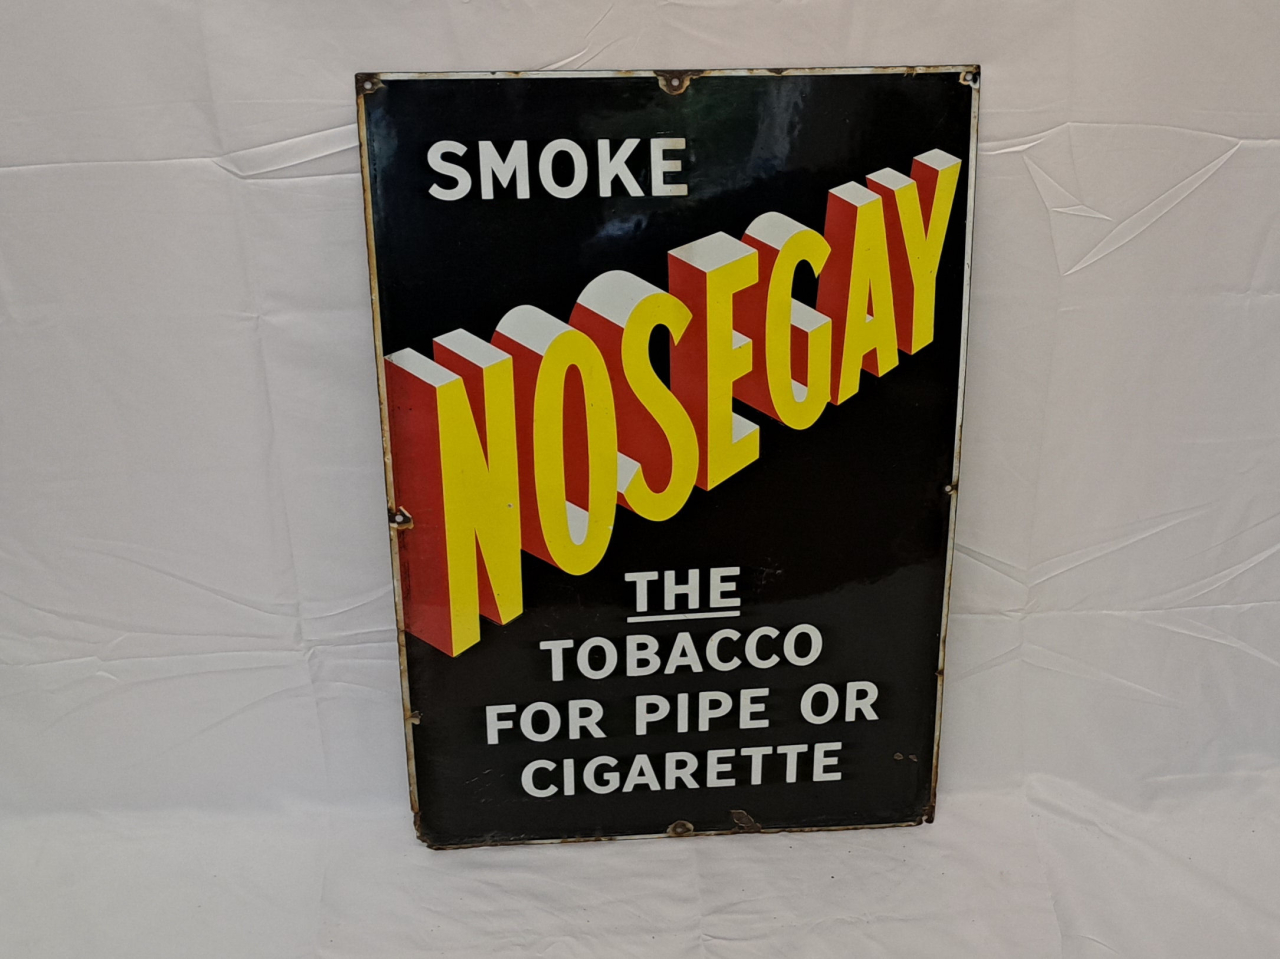 SMOKE
NOSEGAY
THE
TOBACCO
FOR PIPE OR
CIGARETTE